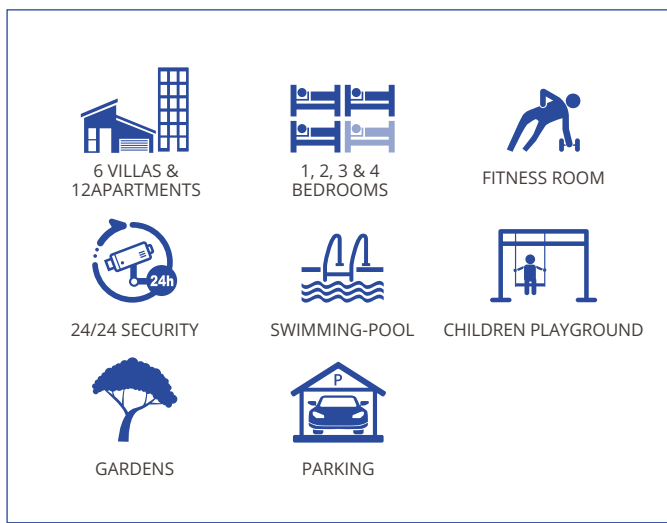 6 VILLAS &
12APARTMENTS
1, 2, 3 & 4
BEDROOMS
FITNESS ROOM
24h
24/24 SECURITY
SWIMMING-POOL
CHILDREN PLAYGROUND
GARDENS
P
PARKING